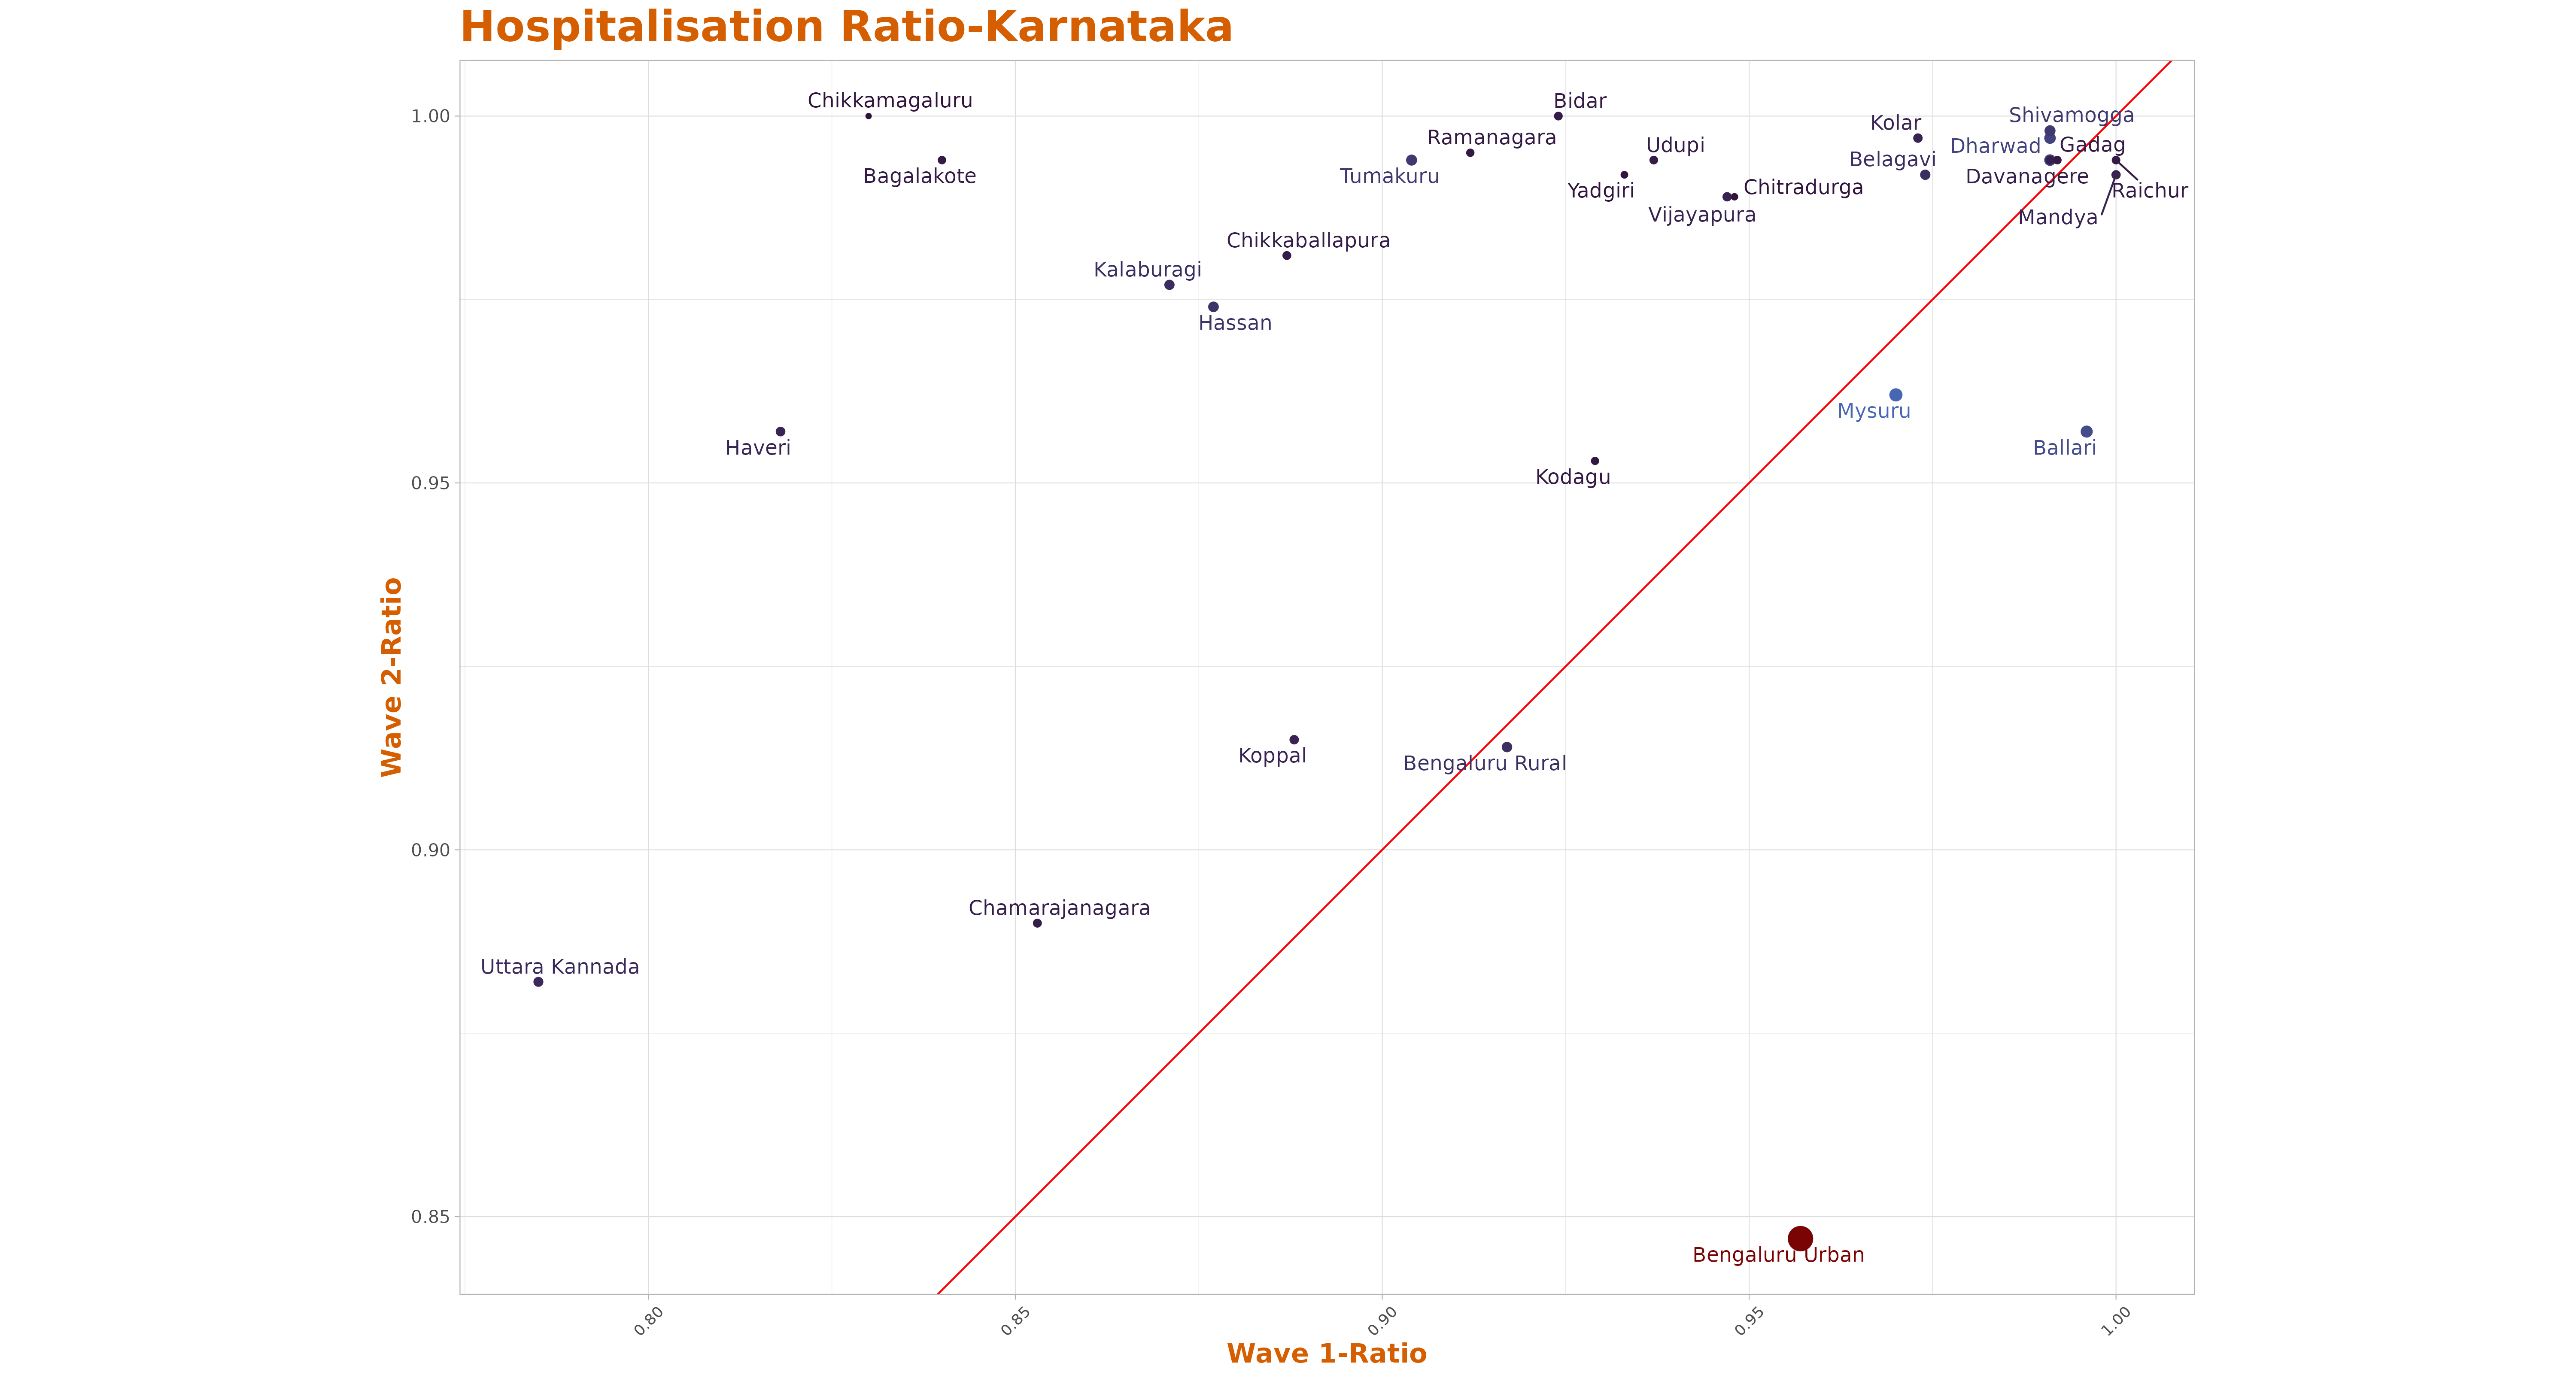 Hospitalisation Ratio-Karnataka
Chikkamagaluru
Bidar
Shivamogga
Kolar
Ramanagara
Udupi
Dharwad
Gadag
Belagavi
Bagalakote
Tumakuru
Davanagere
Yadgiri
Chitradurga
Raichur
Vijayapura
Mandya
Chikkaballapura
Kalaburagi
Hassan
Mysuru
Haveri
Ballari
Kodagu
Koppal
Bengaluru Rural
Chamarajanagara
Uttara Kannada
Bengaluru Urban
1.00
0.95
0.90
0.85
Wave 2-Ratio
0.80
0.85
0.90
0.95
1.00
Wave 1-Ratio